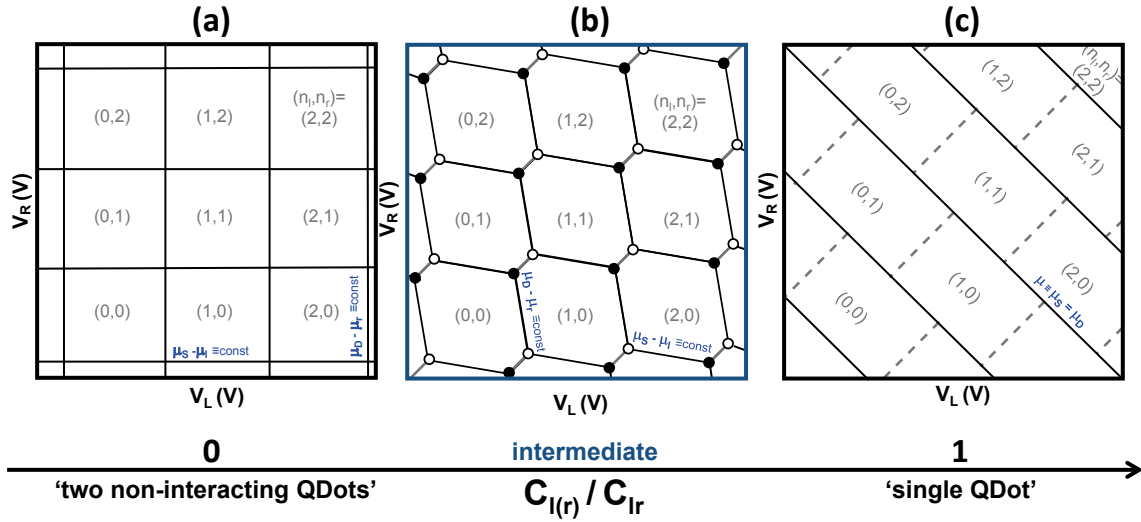 (a)
(b)
(c)
V_R (V)
(0,2)
(1,2)
(n_l,n_r)=
(2,2)
(0,1)
(1,1)
(2,1)
(0,0)
(1,0)
(2,0)
μ_S - μ_l ≡const
μ_D - μ_r ≡const
V_L (V)
V_R (V)
(0,2)
(1,2)
(n_l,n_r)=
(2,2)
(0,1)
(1,1)
(2,1)
(0,0)
(1,0)
(2,0)
μ_D - μ_r ≡const
μ_S - μ_l ≡const
V_L (V)
V_R (V)
(0,2)
(1,2)
(n_l,n_r)=
(2,2)
(0,1)
(1,1)
(2,1)
(0,0)
(1,0)
(2,0)
μ ≡ μ_S = μ_D
V_L (V)
0
intermediate
1
'two non-interacting QDots'
C_l(r) / C_lr
'single QDot'